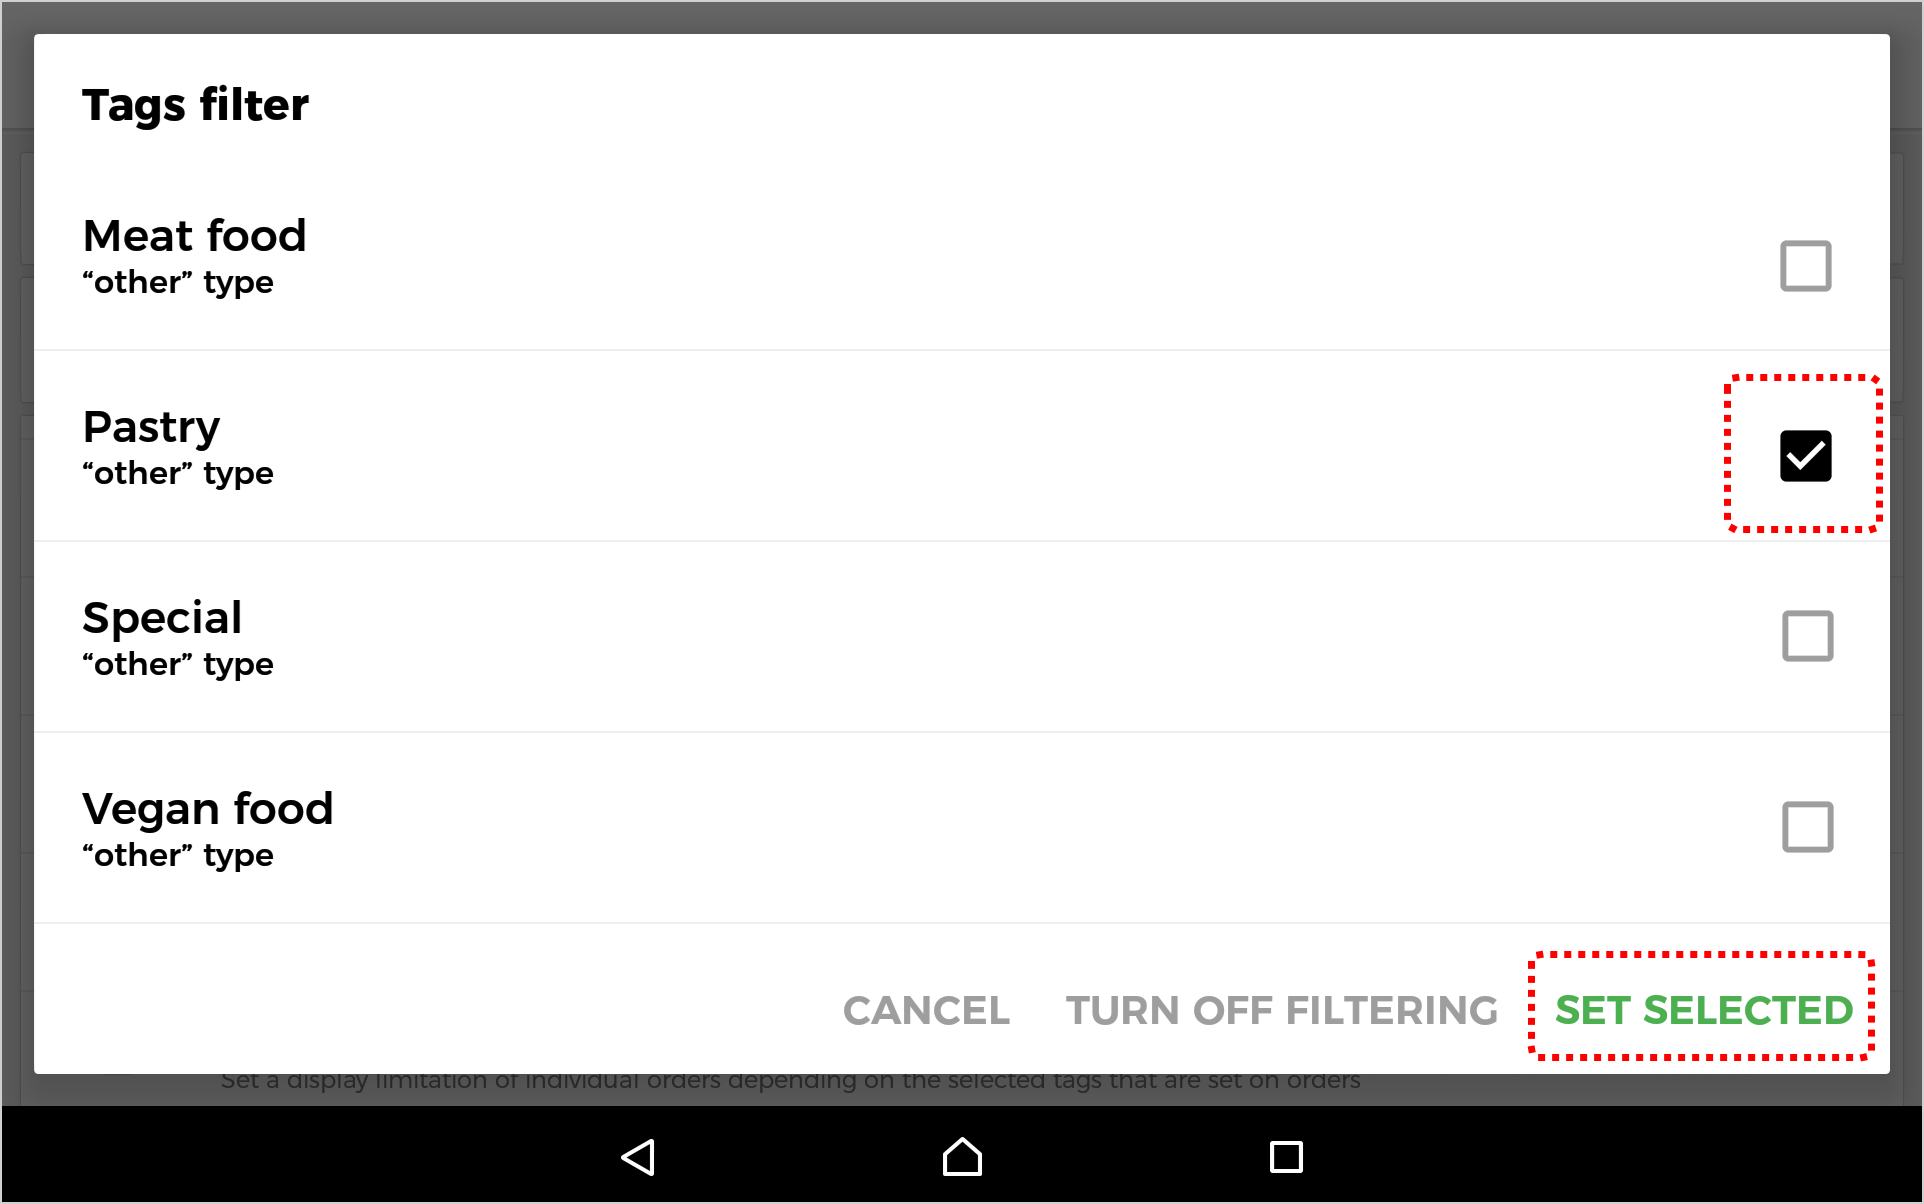 Tags filter
Meat food
“other” type
Pastry
“other” type
Special
“other” type
Vegan food
“other” type
CANCEL TURN OFF FILTERING SET SELECTED
Set a display limitation of individual orders depending on the selected tags that are set on orders